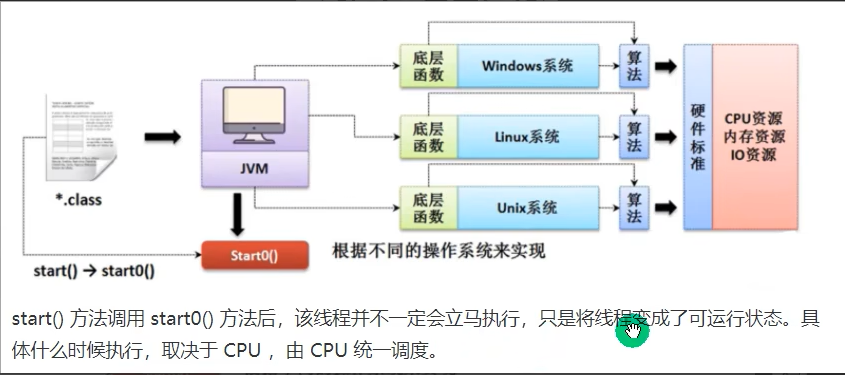 底层函数
Windows系统
算法
底层函数
Linux系统
算法
底层函数
Unix系统
算法
硬件标准
CPU资源
内存资源
IO资源
JVM
*.class
Start0()
根据不同的操作系统来实现
start() → start0()
start() 方法调用 start0() 方法后，该线程并不一定会立马执行，只是将线程变成了可运行状态。具
体什么时候执行，取决于 CPU ，由 CPU 统一调度。